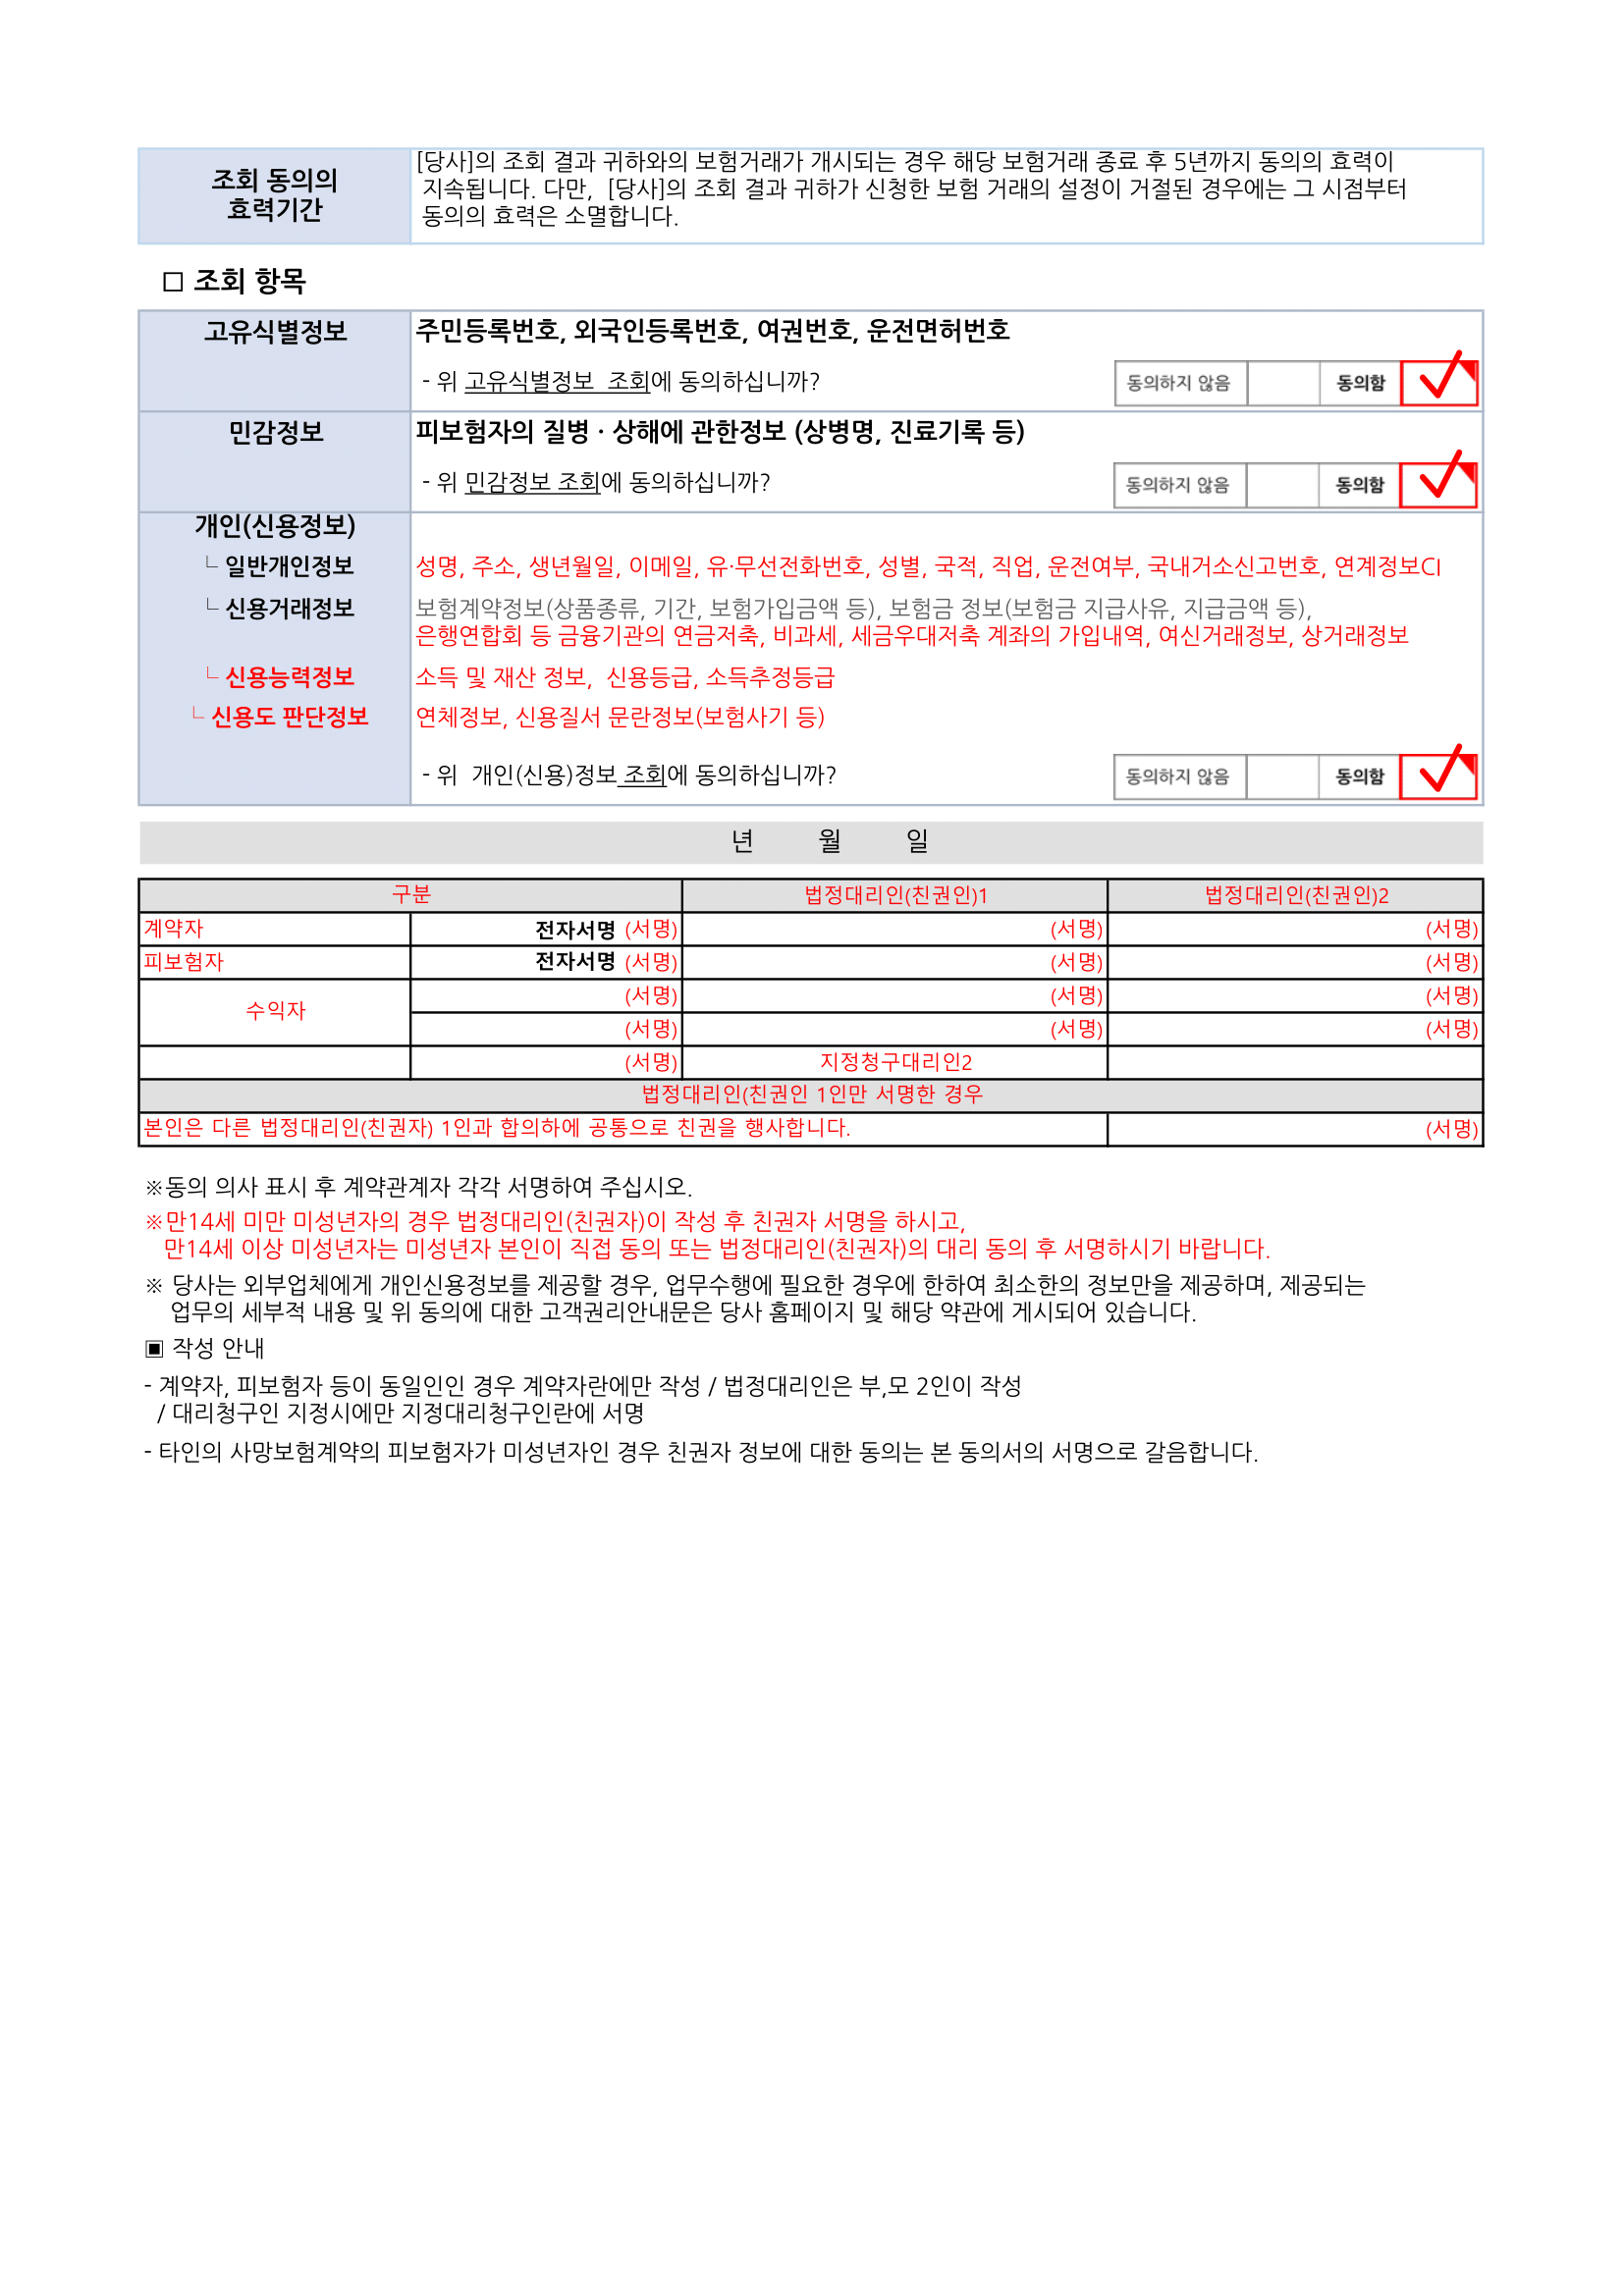 조회 동의의
효력기간
[당사]의 조회 결과 귀하와의 보험거래가 개시되는 경우 해당 보험거래 종료 후 5년까지 동의의 효력이
지속됩니다. 다만,  [당사]의 조회 결과 귀하가 신청한 보험 거래의 설정이 거절된 경우에는 그 시점부터
동의의 효력은 소멸합니다.
□ 조회 항목
고유식별정보
주민등록번호, 외국인등록번호, 여권번호, 운전면허번호
- 위 고유식별정보  조회에 동의하십니까?
동의하지 않음 동의함 ✓
민감정보
피보험자의 질병 · 상해에 관한정보 (상병명, 진료기록 등)
- 위 민감정보 조회에 동의하십니까?
동의하지 않음 동의함 ✓
개인(신용정보)
└ 일반개인정보 성명, 주소, 생년월일, 이메일, 유·무선전화번호, 성별, 국적, 직업, 운전여부, 국내거소신고번호, 연계정보CI
└ 신용거래정보 보험계약정보(상품종류, 기간, 보험가입금액 등), 보험금 정보(보험금 지급사유, 지급금액 등),
은행연합회 등 금융기관의 연금저축, 비과세, 세금우대저축 계좌의 가입내역, 여신거래정보, 상거래정보
└ 신용능력정보 소득 및 재산 정보,  신용등급, 소득추정등급
└ 신용도 판단정보 연체정보, 신용질서 문란정보(보험사기 등)
- 위  개인(신용)정보 조회에 동의하십니까?
동의하지 않음 동의함 ✓
년 월 일
구분 법정대리인(친권인)1 법정대리인(친권인)2
계약자 전자서명 (서명) (서명) (서명)
피보험자 전자서명 (서명) (서명) (서명)
수익자
(서명) (서명) (서명)
(서명) (서명) (서명)
(서명) 지정청구대리인2
법정대리인(친권인 1인만 서명한 경우
본인은 다른 법정대리인(친권자) 1인과 합의하에 공통으로 친권을 행사합니다. (서명)
※동의 의사 표시 후 계약관계자 각각 서명하여 주십시오.
※만14세 미만 미성년자의 경우 법정대리인(친권자)이 작성 후 친권자 서명을 하시고,
만14세 이상 미성년자는 미성년자 본인이 직접 동의 또는 법정대리인(친권자)의 대리 동의 후 서명하시기 바랍니다.
※ 당사는 외부업체에게 개인신용정보를 제공할 경우, 업무수행에 필요한 경우에 한하여 최소한의 정보만을 제공하며, 제공되는
업무의 세부적 내용 및 위 동의에 대한 고객권리안내문은 당사 홈페이지 및 해당 약관에 게시되어 있습니다.
▣ 작성 안내
- 계약자, 피보험자 등이 동일인인 경우 계약자란에만 작성 / 법정대리인은 부,모 2인이 작성
/ 대리청구인 지정시에만 지정대리청구인란에 서명
- 타인의 사망보험계약의 피보험자가 미성년자인 경우 친권자 정보에 대한 동의는 본 동의서의 서명으로 갈음합니다.